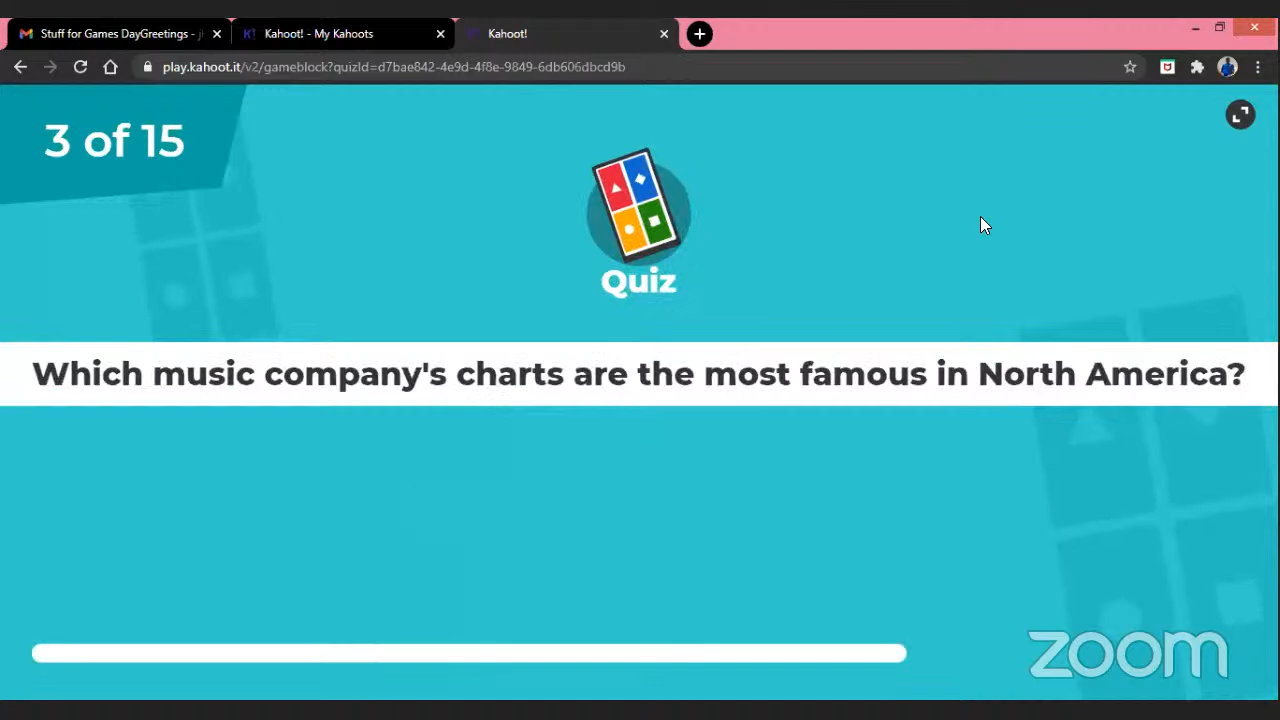 Stuff for Games DayGreetings - j
Kahoot! - My Kahoots
Kahoot!
play.kahoot.it/v2/gameblock?quizId=d7bae842-4e9d-4f8e-9849-6db606dbcd9b
3 of 15
Quiz
Which music company's charts are the most famous in North America?
zoom